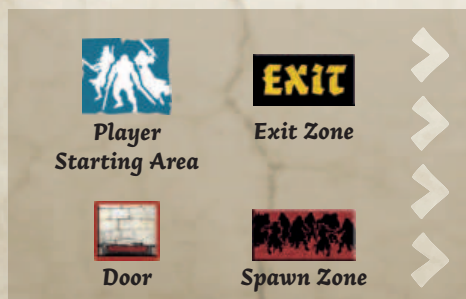 EXIT
Player
Starting Area
Exit Zone
Door
Spawn Zone